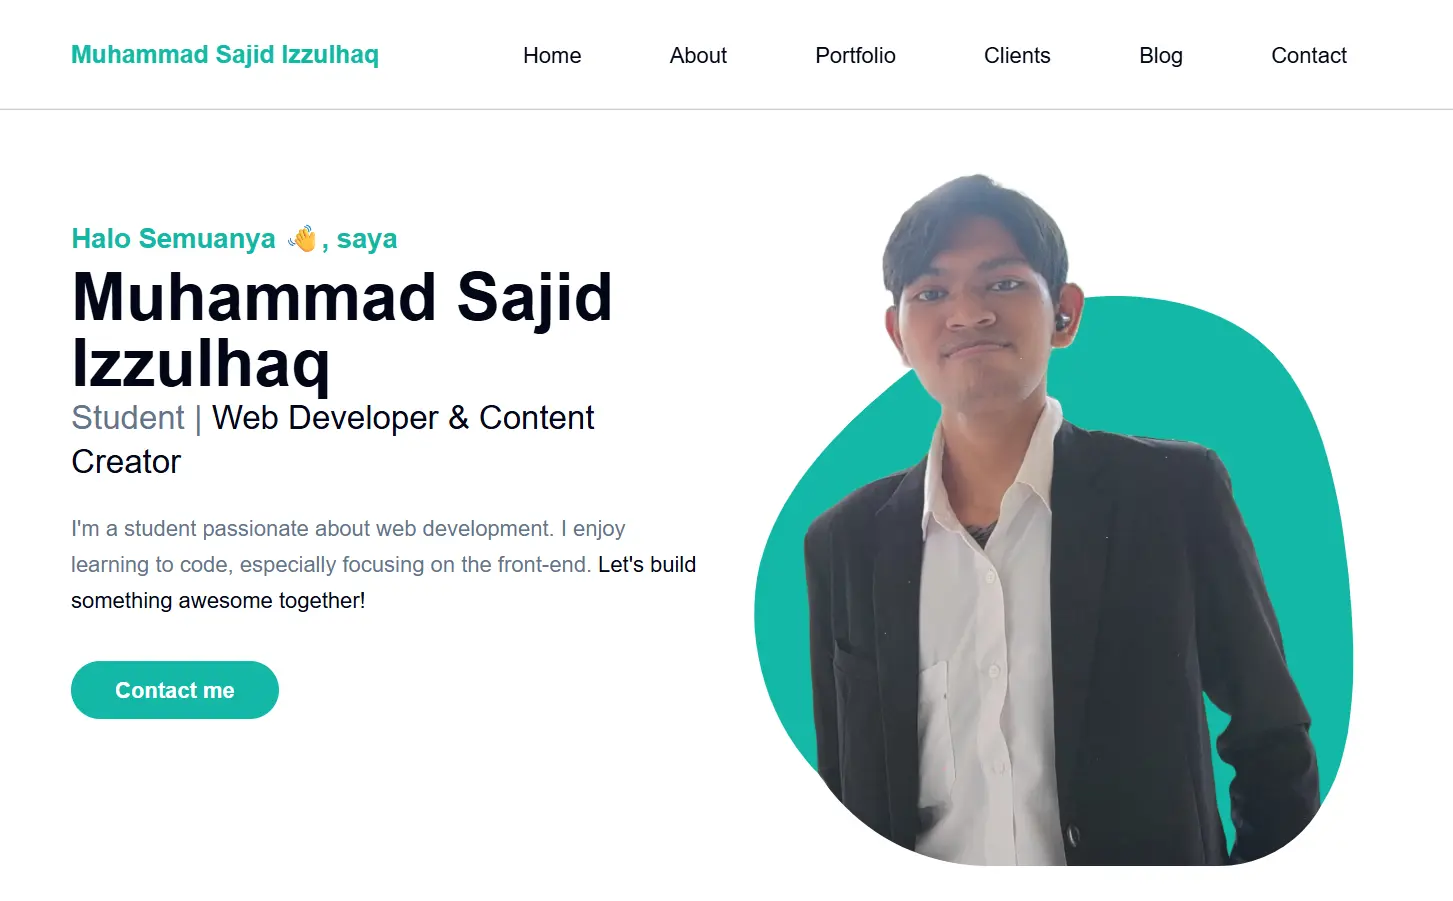 Muhammad Sajid Izzulhaq
Home
About
Portfolio
Clients
Blog
Contact
Halo Semuanya 👋, saya
Muhammad Sajid
Izzulhaq
Student | Web Developer & Content
Creator
I'm a student passionate about web development. I enjoy
learning to code, especially focusing on the front-end. Let's build
something awesome together!
Contact me